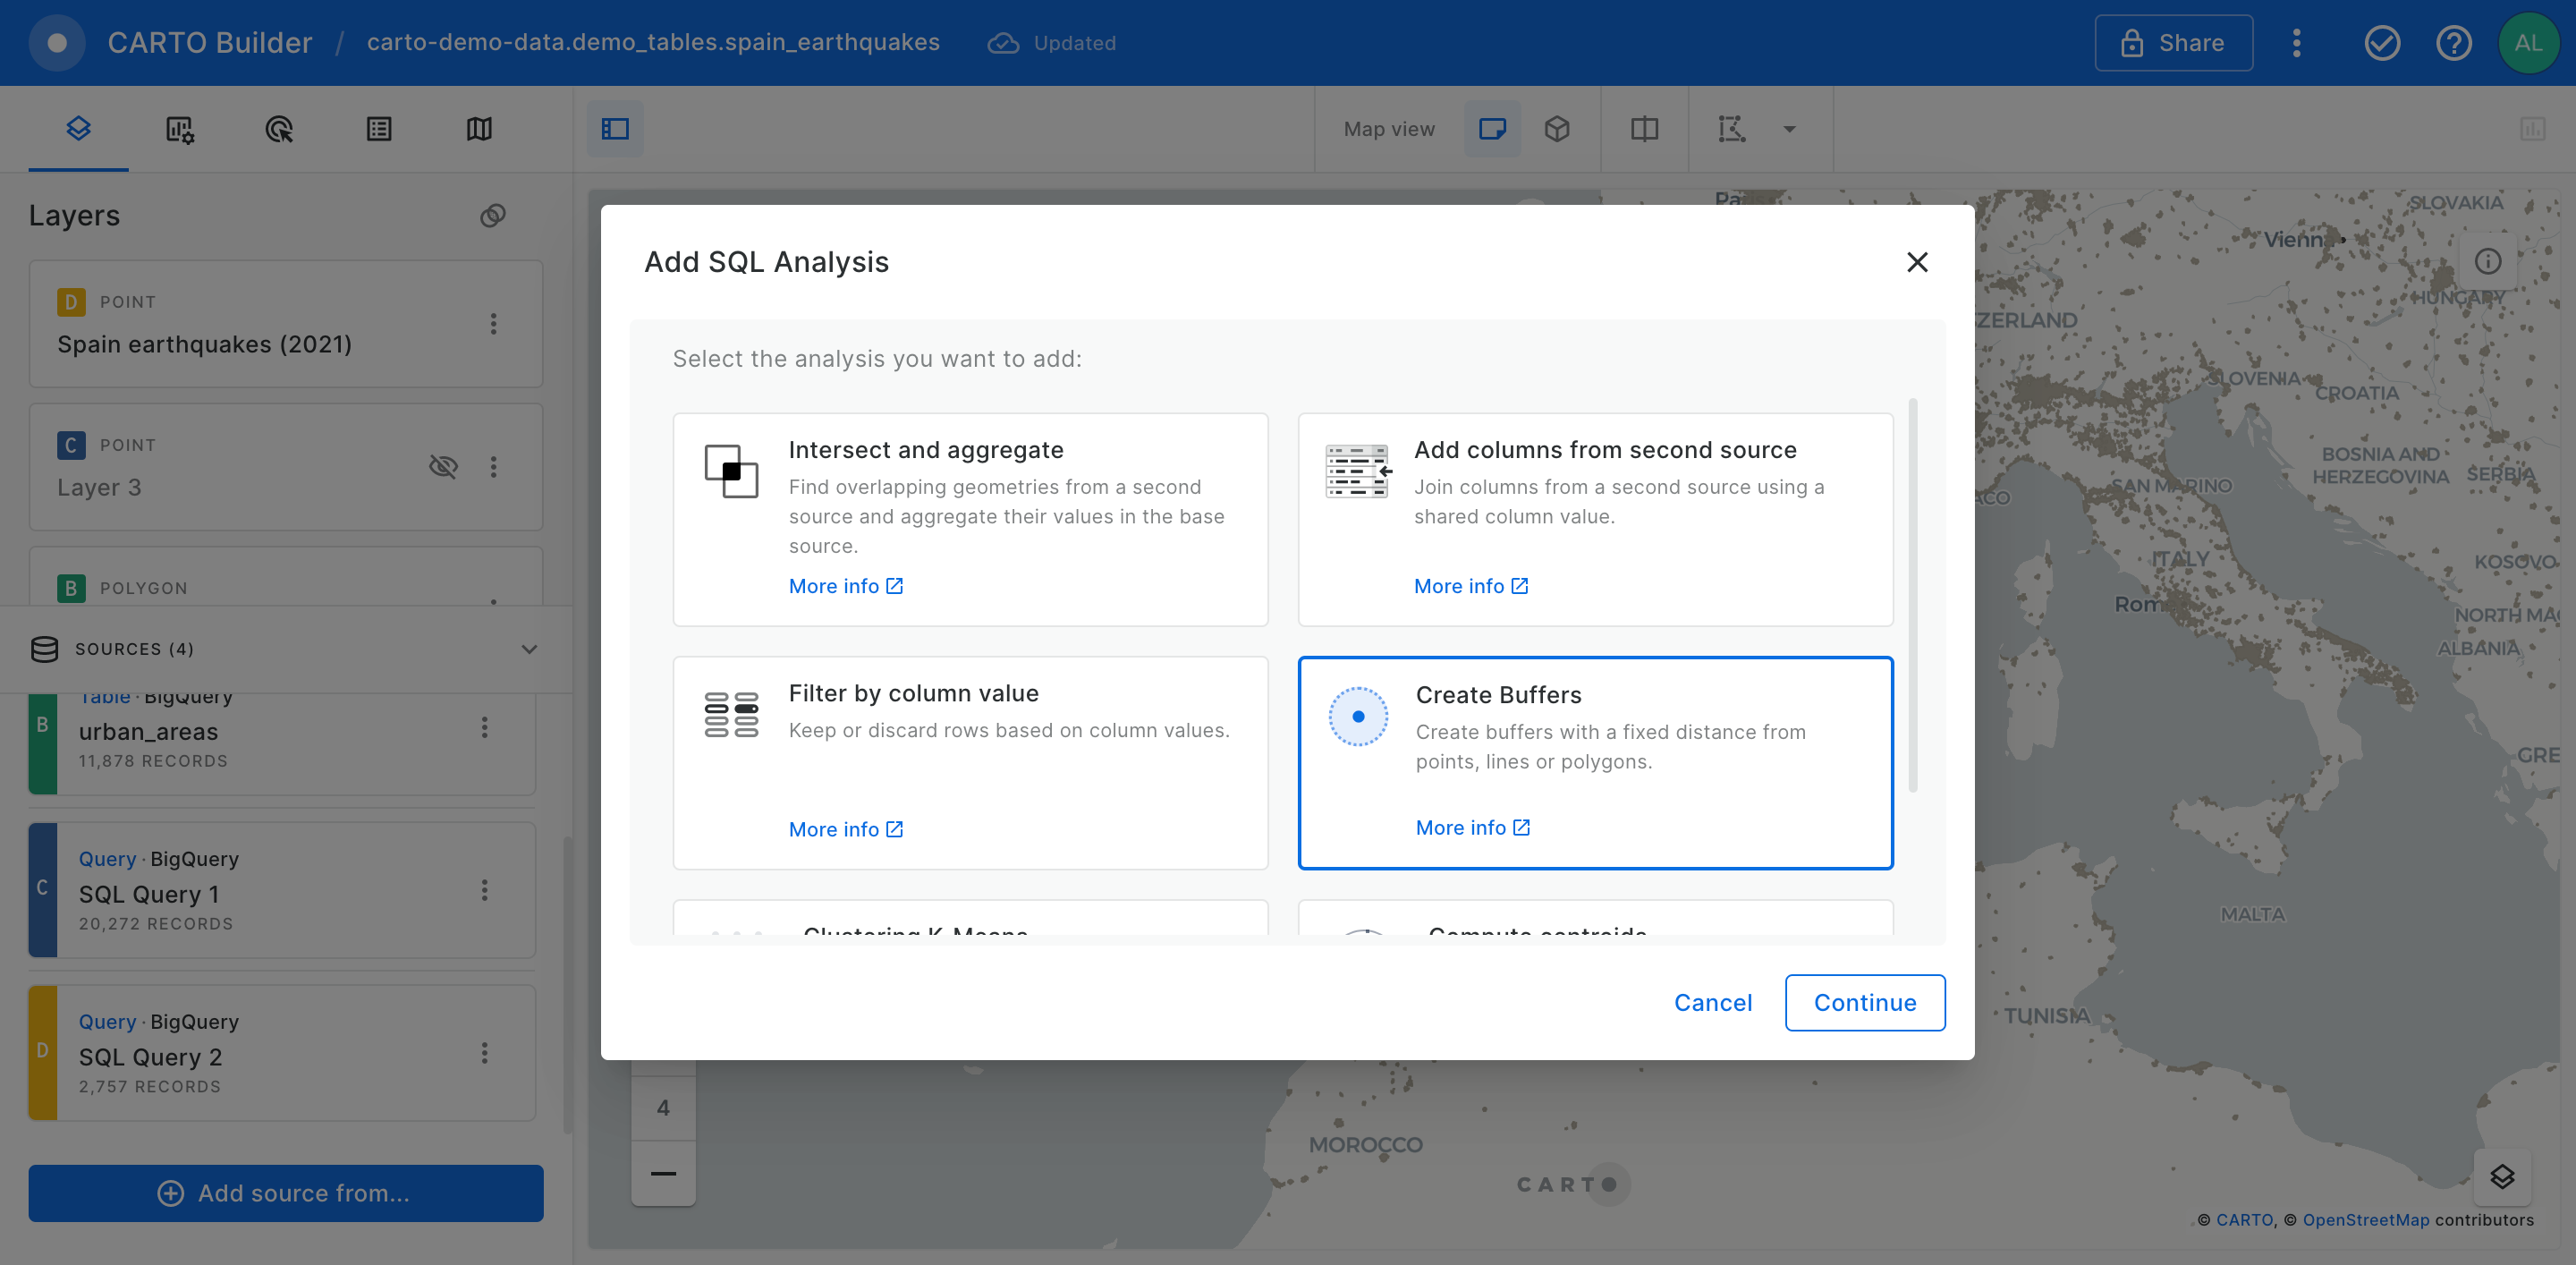 CARTO Builder / carto-demo-data.demo_tables.spain_earthquakes Updated
Share
AL
Map view
Layers
D POINT
Spain earthquakes (2021)
C POINT
Layer 3
B POLYGON
SOURCES (4)
Table · BigQuery
B
urban_areas
11,878 RECORDS
Query · BigQuery
C
SQL Query 1
20,272 RECORDS
Query · BigQuery
D
SQL Query 2
2,757 RECORDS
Add source from...
Add SQL Analysis
Select the analysis you want to add:
Intersect and aggregate
Find overlapping geometries from a second
source and aggregate their values in the base
source.
More info
Add columns from second source
Join columns from a second source using a
shared column value.
More info
Filter by column value
Keep or discard rows based on column values.
More info
Create Buffers
Create buffers with a fixed distance from
points, lines or polygons.
More info
Clustering K-Means
Compute centroids
Cancel
Continue
SLOVAKIA
Vienna
HUNGARY
ZERLAND
SLOVENIA
CROATIA
BOSNIA AND
HERZEGOVINA
SERBIA
SAN MARINO
ACO
ITALY
KOSOVO
Rom
NORTH MAC
ALBANIA
GRE
MALTA
TUNISIA
4
MOROCCO
CARTO
© CARTO, © OpenStreetMap contributors